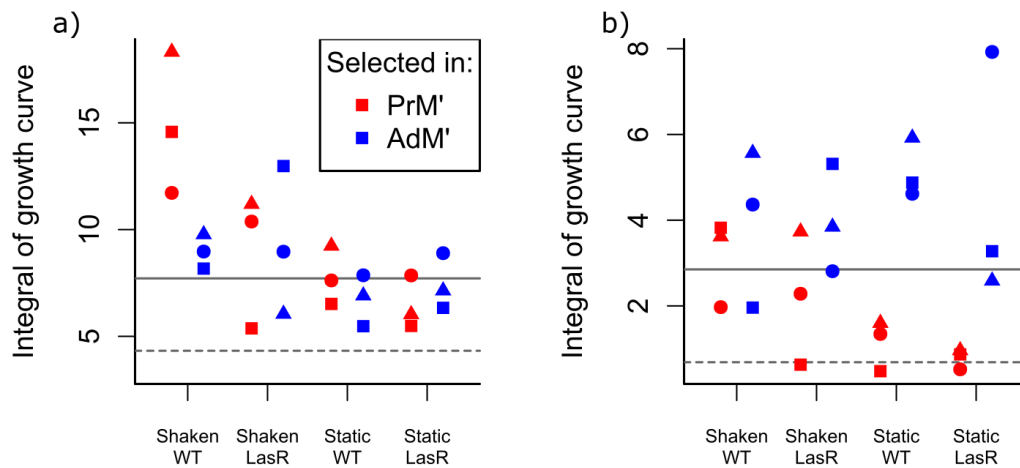 a)
Integral of growth curve
15
10
5
Selected in:
PrM'
AdM'
Shaken
WT
Shaken
LasR
Static
WT
Static
LasR
b)
Integral of growth curve
8
6
4
2
Shaken
WT
Shaken
LasR
Static
WT
Static
LasR